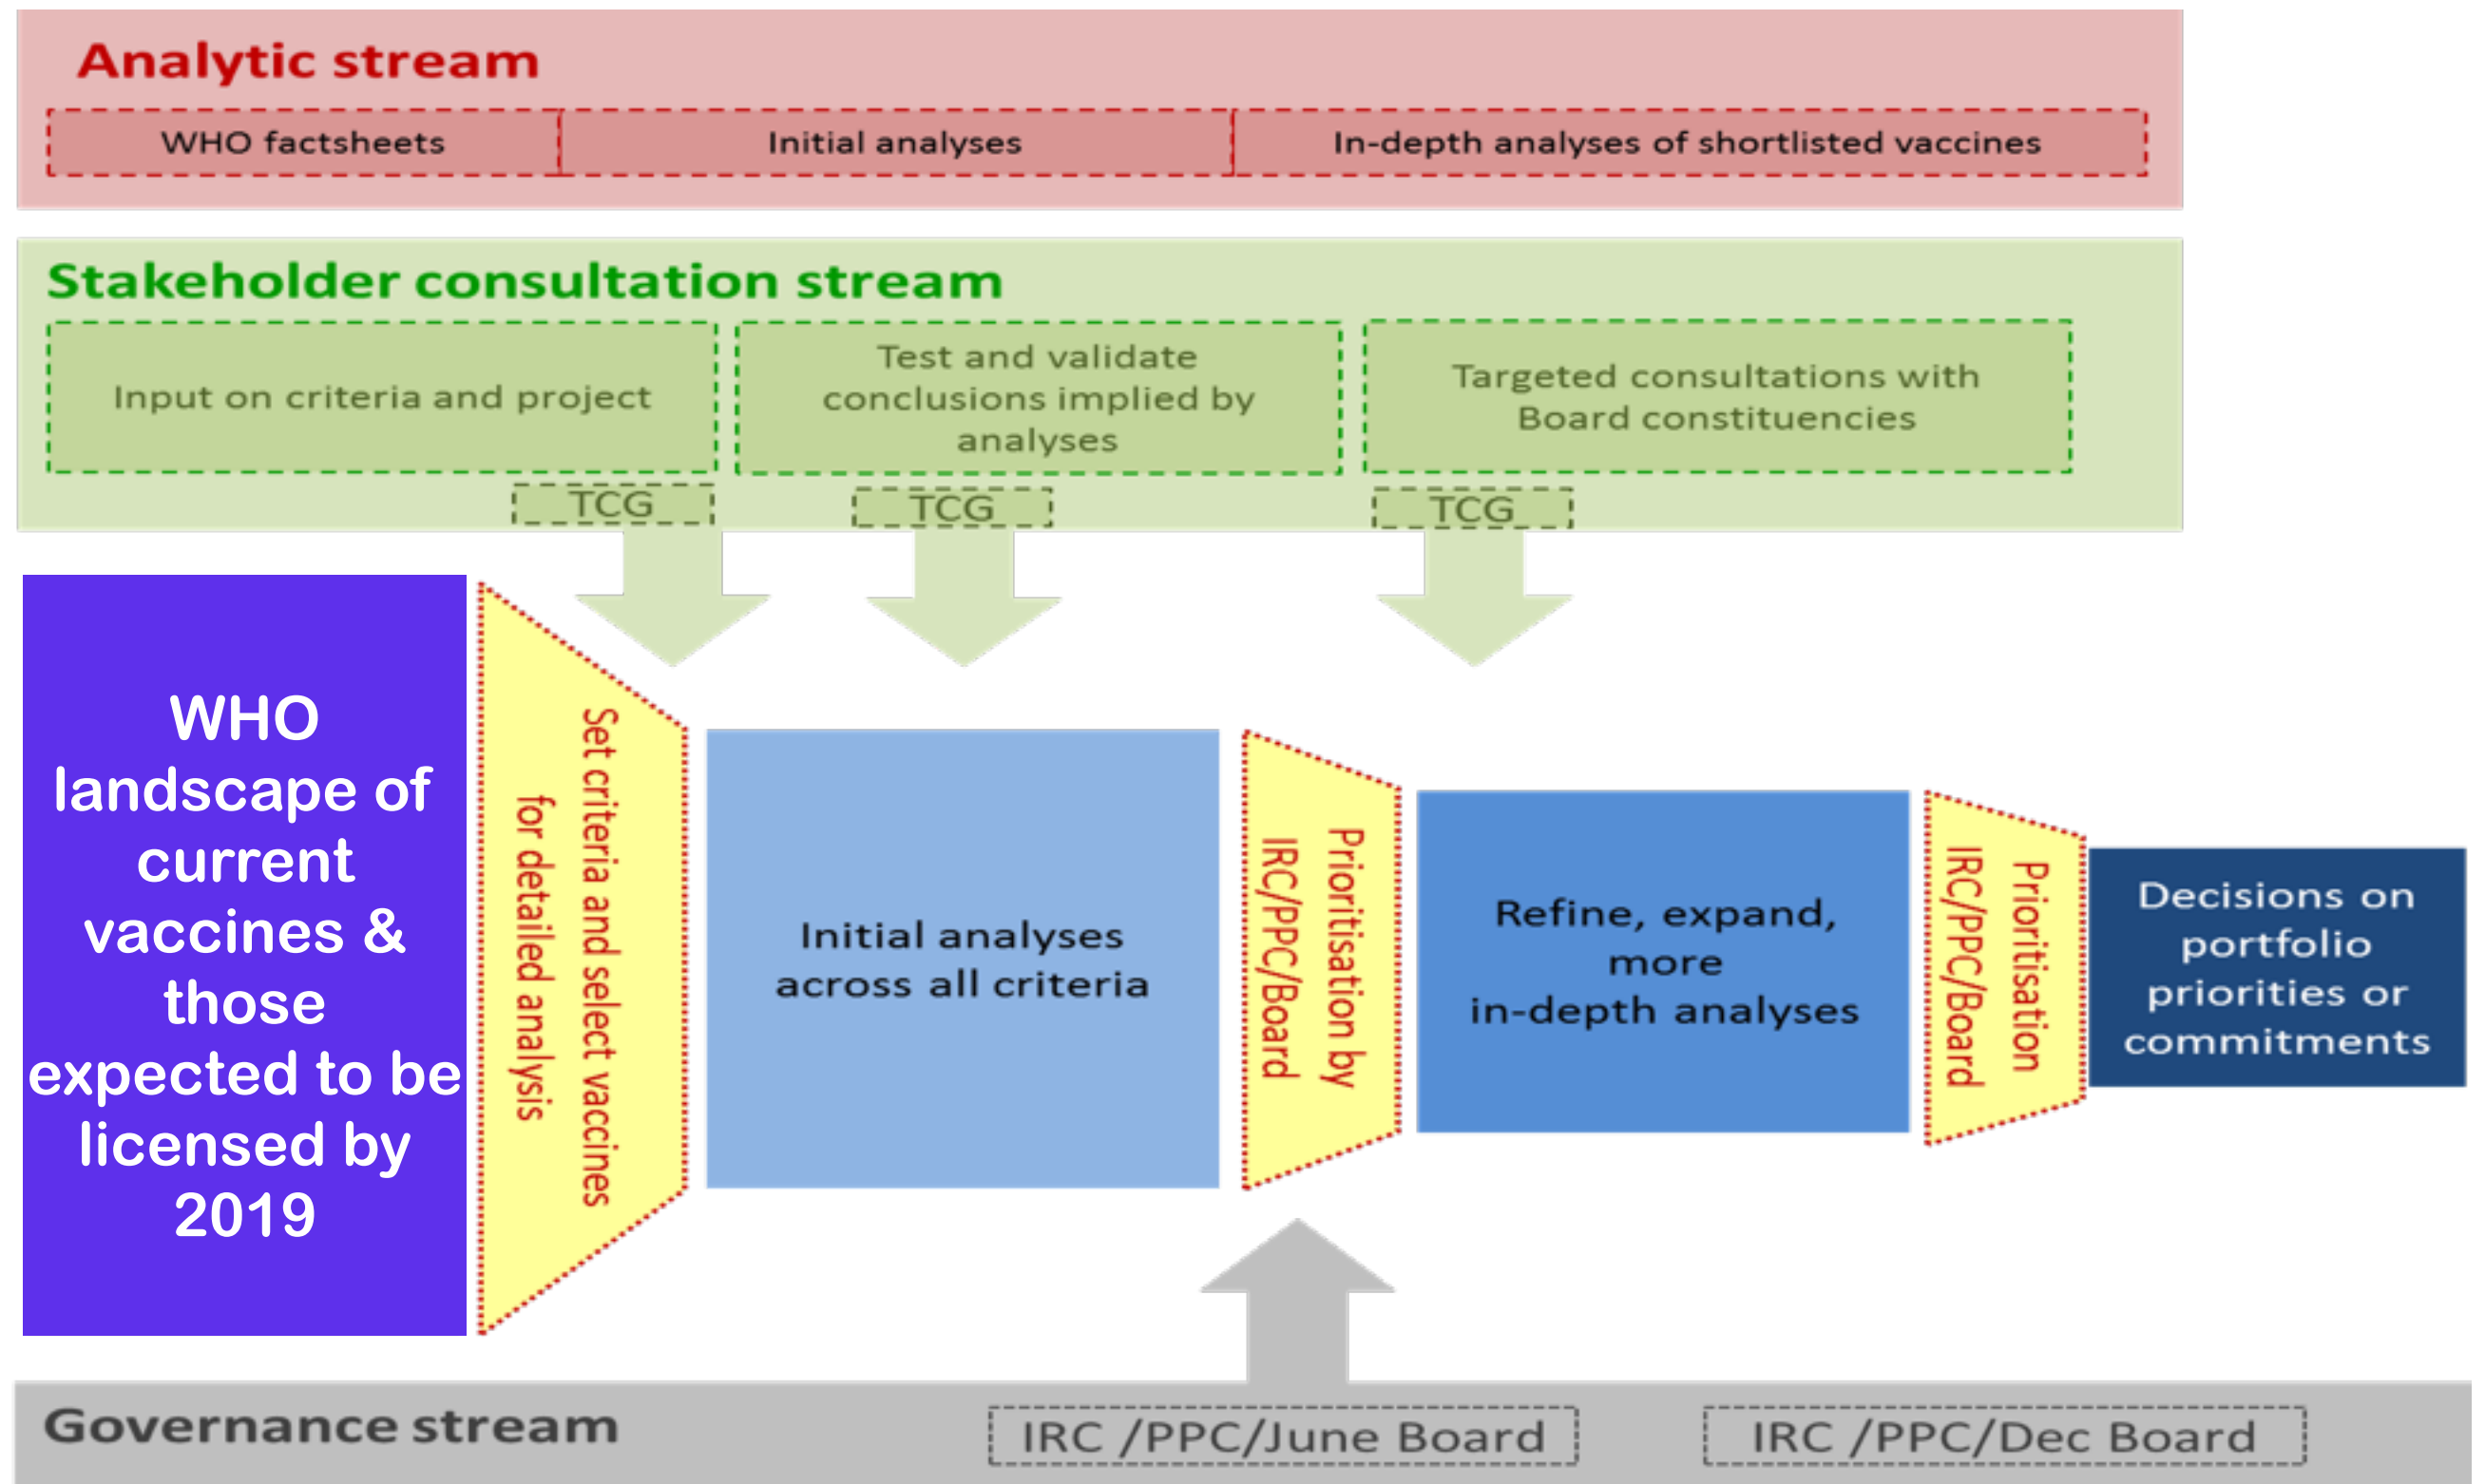 Analytic stream
WHO factsheets
Initial analyses
In-depth analyses of shortlisted vaccines
Stakeholder consultation stream
Input on criteria and project
Test and validate
conclusions implied by
analyses
Targeted consultations with
Board constituencies
TCG
TCG
TCG
WHO
landscape of
current
vaccines &
those
expected to be
licensed by
2019
Set criteria and select vaccines
for detailed analysis
Initial analyses
across all criteria
Prioritisation by
IRC/PPC/Board
Refine, expand,
more
in-depth analyses
Prioritisation
IRC/PPC/Board
Decisions on
portfolio
priorities or
commitments
Governance stream
IRC /PPC/June Board
IRC /PPC/Dec Board